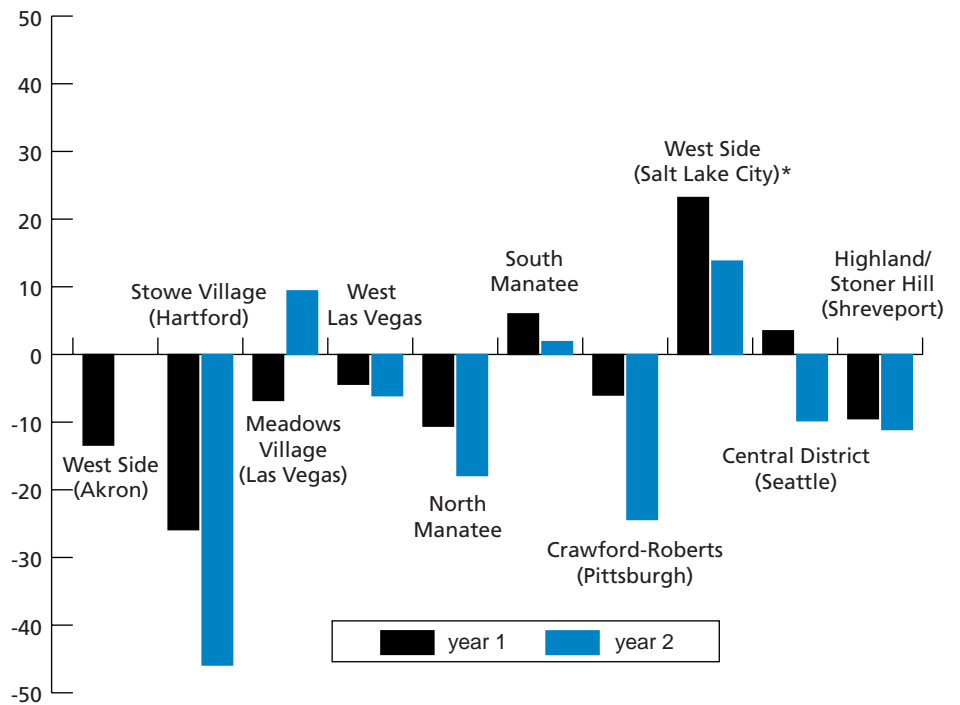 50
40
30
20
10
0
-10
-20
-30
-40
-50
West Side
(Akron)
Stowe Village
(Hartford)
Meadows
Village
(Las Vegas)
West
Las Vegas
North
Manatee
South
Manatee
Crawford-Roberts
(Pittsburgh)
West Side
(Salt Lake City)*
Central District
(Seattle)
Highland/
Stoner Hill
(Shreveport)
year 1
year 2